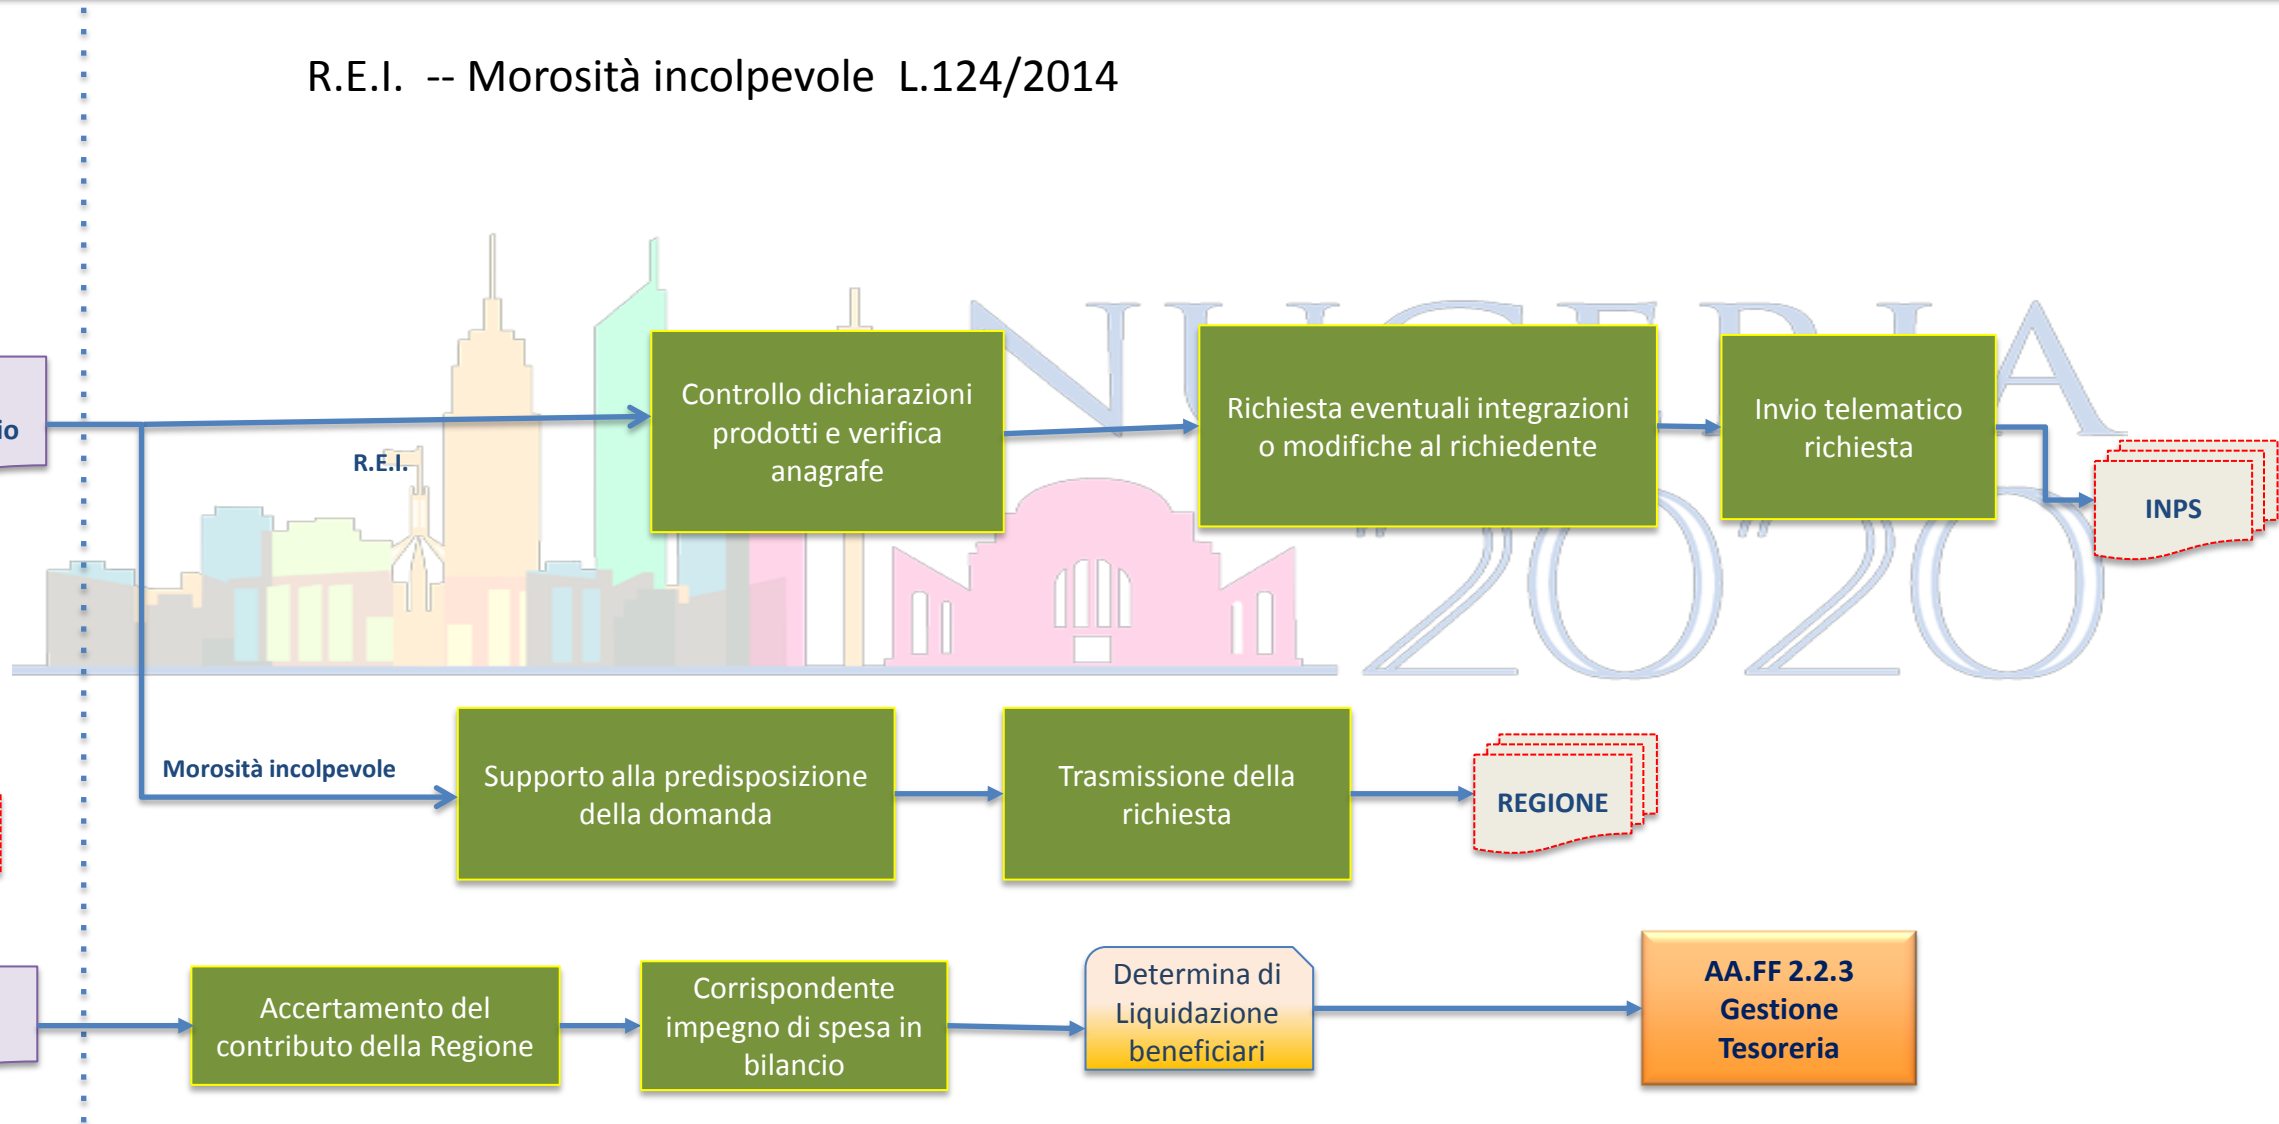 R.E.I. -- Morosità incolpevole L.124/2014
NUCERIA
2020
io
R.E.I.
Controllo dichiarazioni
prodotti e verifica
anagrafe
Richiesta eventuali integrazioni
o modifiche al richiedente
Invio telematico
richiesta
INPS
Morosità incolpevole
Supporto alla predisposizione
della domanda
Trasmissione della
richiesta
REGIONE
Accertamento del
contributo della Regione
Corrispondente
impegno di spesa in
bilancio
Determina di
Liquidazione
beneficiari
AA.FF 2.2.3
Gestione
Tesoreria